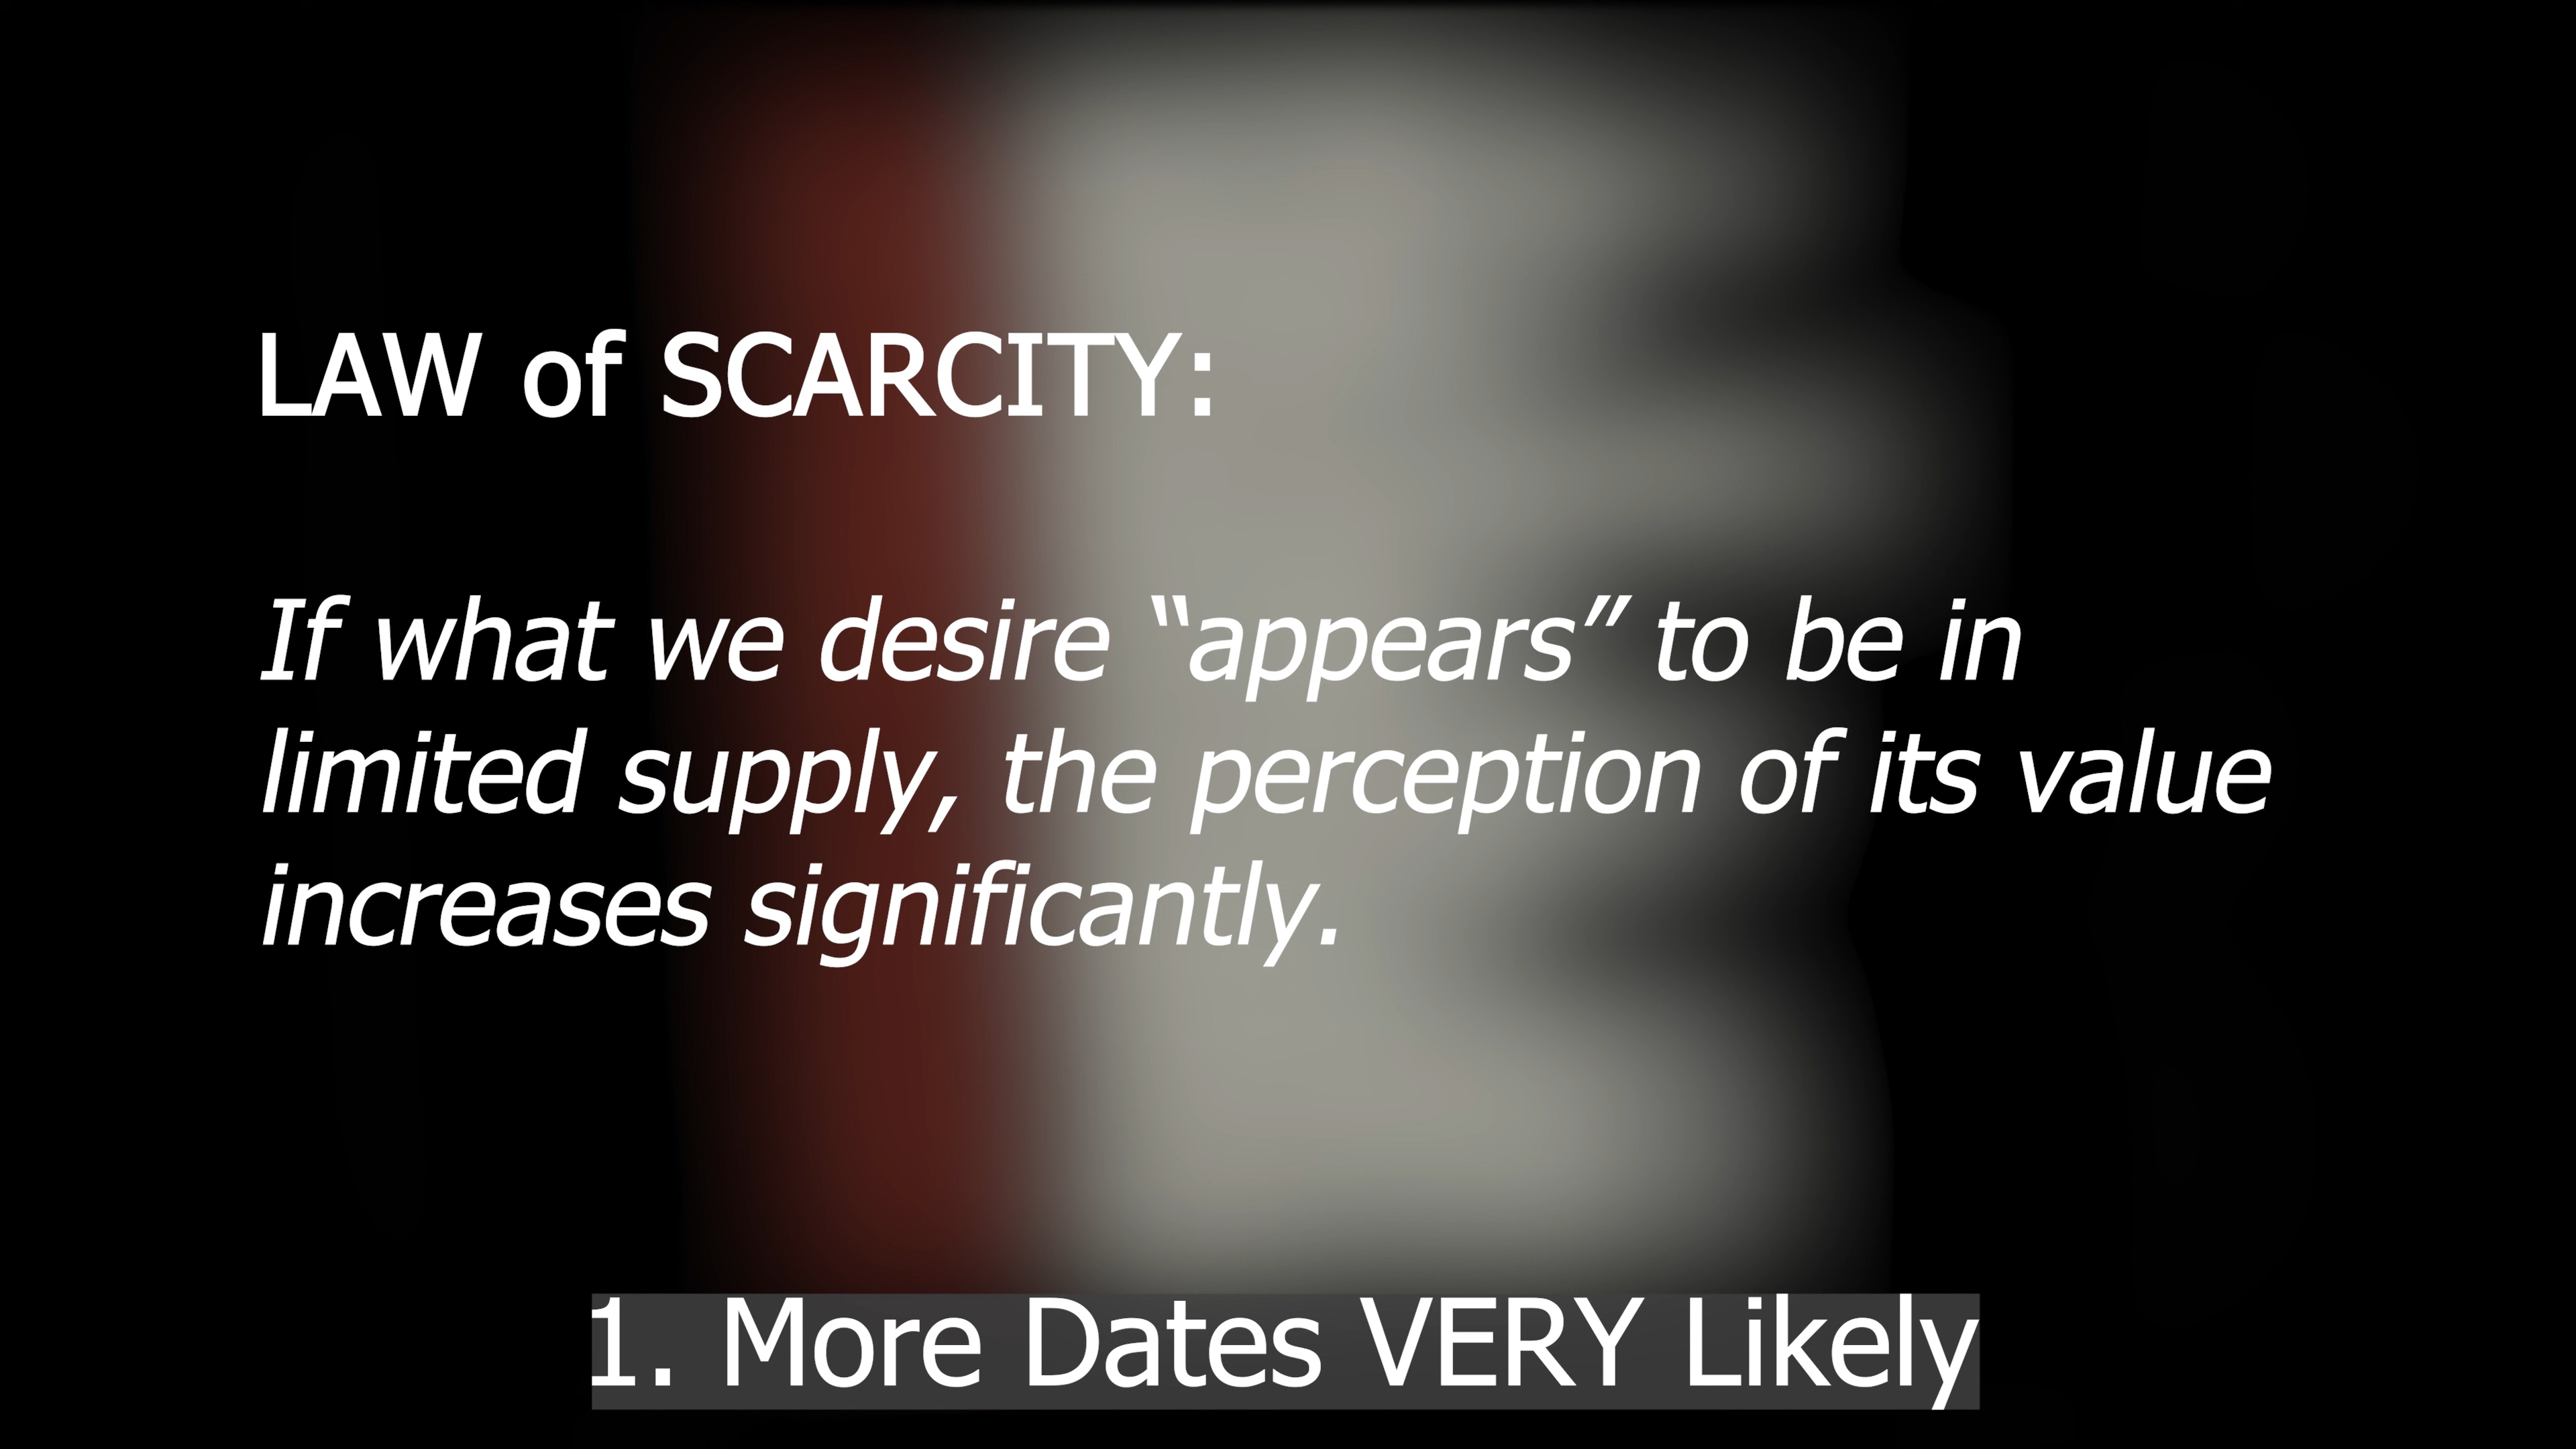 LAW of SCARCITY:
If what we desire “appears” to be in
limited supply, the perception of its value
increases significantly.
1. More Dates VERY Likely